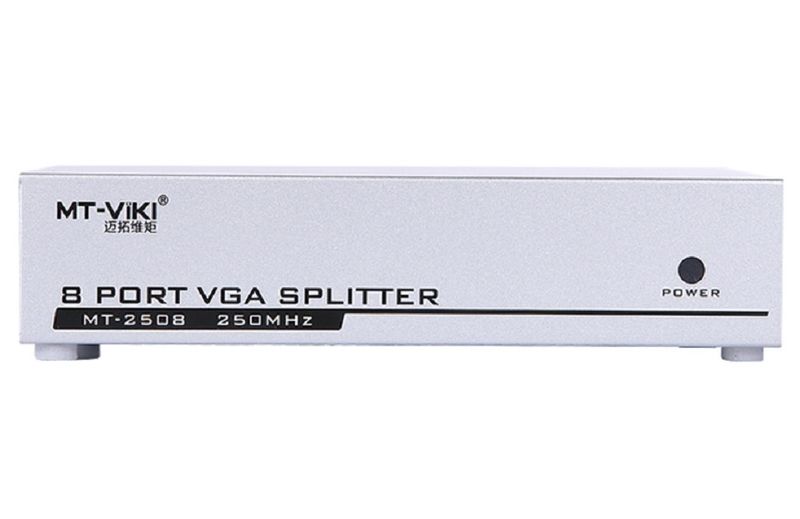 MT-ViKI®
迈拓维矩
8 PORT VGA SPLITTER
MT-2508 250MHz
POWER